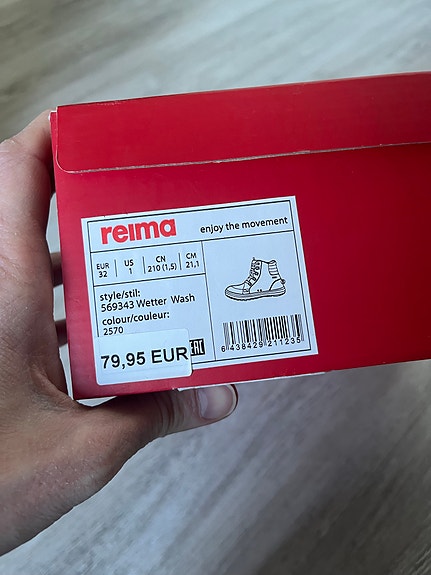 reima
enjoy the movement
EUR US CN CM
32 1 210 (1,5) 21,1
style/stil:
569343 Wetter Wash
colour/couleur:
2570
79,95 EUR
EAC
6 438429 211235